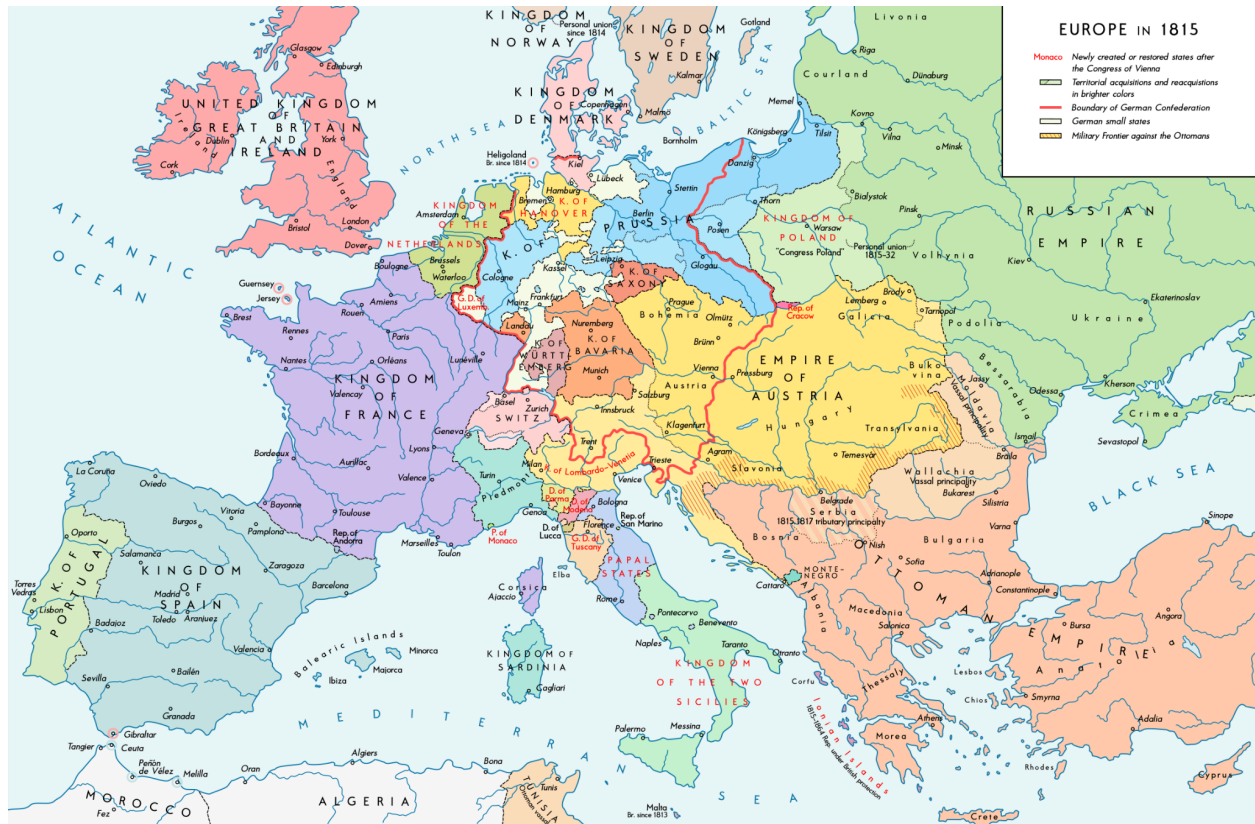 EUROPE IN 1815
Monaco Newly created or restored states after
the Congress of Vienna
Territorial acquisitions and reacquisitions
in brighter colors
Boundary of German Confederation
German small states
Military Frontier against the Ottomans
KINGDOM
OF
NORWAY
Personal union
since 1814
KINGDOM
OF
SWEDEN
Gotland
Kalmar
Malmö
Livonia
Riga
Courland
Dünaburg
Memel
Kovno
Vilna
Tilsit
Minsk
Königsberg
Danzig
BALTIC SEA
Bornholm
KINGDOM
OF
DENMARK
Copenhagen
Kiel
Glasgow
Edinburgh
UNITED KINGDOM
OF
GREAT BRITAIN
AND
IRELAND
Ireland
Dublin
York
Cork
England
London
Bristol
Dover
NORTH SEA
Heligoland
Br. since 1814
ATLANTIC
OCEAN
Guernsey
Jersey
KINGDOM
OF THE
NETHERLANDS
Amsterdam
Brussels
Waterloo
G.D. of
Luxemb.
K. OF
HANOVER
Hamburg
Bremen
Lübeck
Stettin
K. OF PRUSSIA
Berlin
Cologne
Kassel
Leipzig
Thorn
Posen
Glogau
K. OF
SAXONY
Mainz
Frankfurt
Landau
Nuremberg
K. OF
BAVARIA
Munich
K. OF
WÜRTT-
EMBERG
KINGDOM OF
POLAND
Warsaw
"Congress Poland"
Personal union
1815-32
Bialystok
Pinsk
RUSSIAN
EMPIRE
Volhynia
Kiev
Ekaterinoslav
Ukraine
Podolia
Bessarabia
Odessa
Kherson
Crimea
Sevastopol
Ismail
Rep. of
Cracow
Brody
Lemberg
Galicia
Tarnopol
Buko-
vina
Prague
Bohemia
Olmütz
Brünn
Vienna
Pressburg
Austria
EMPIRE
OF
AUSTRIA
Hungary
Transylvania
Temesvár
Salzburg
Innsbruck
Klagenfurt
Trent
Trieste
Agram
Slavonia
Moldavia
Vassal principality
Jassy
Brăila
Wallachia
Vassal principality
Bukarest
Silistria
Varna
BLACK SEA
Sinope
Boulogne
Amiens
Rouen
Brest
Rennes
Paris
Nantes
Orléans
Lunéville
KINGDOM
OF
FRANCE
Valencay
Lyons
Bordeaux
Aurillac
Valence
Bayonne
Toulouse
Marseilles
Toulon
Rep. of
Andorra
Basel
Zurich
SWITZ.
Geneva
Turin
Piedmont
Milan
K. of Lombardo-Venetia
Venice
D. of
Parma
D. of
Modena
Genoa
P. of
Monaco
D. of
Lucca
Bologna
Florence
G.D. of
Tuscany
Rep. of
San Marino
PAPAL
STATES
Elba
Rome
Corsica
Ajaccio
KINGDOM OF
SARDINIA
Cagliari
Pontecorvo
Benevento
Naples
Taranto
Otranto
KINGDOM
OF THE TWO
SICILIES
Palermo
Messina
Malta
Br. since 1813
La Coruña
Oviedo
Vitoria
Burgos
Pamplona
Oporto
Salamanca
KINGDOM
OF
SPAIN
Zaragoza
Barcelona
Madrid
Toledo
Aranjuez
K. OF
PORTUGAL
Torres
Vedras
Lisbon
Badajoz
Valencia
Bailén
Sevilla
Granada
Gibraltar
Ceuta
Tangier
Peñón
de Vélez
Melilla
Balearic Islands
Minorca
Majorca
Ibiza
MEDITERRANEAN SEA
Oran
Algiers
Bona
MOROCCO
Fez
ALGERIA
TUNISIA
Ottoman vassal
Tunis
Belgrade
Serbia
1815-1817 tributary principality
Bosnia
Nish
Bulgaria
Sofia
MONTE-
NEGRO
Cattaro
Albania
OTTOMAN EMPIRE
Adrianople
Constantinople
Macedonia
Salonica
Bursa
Angora
Anatolia
Thessaly
Corfu
Lesbos
Chios
Smyrna
Athens
Morea
Adalia
Rhodes
Cyprus
Crete
Ionian Islands
1815-1864 Rep. under British protection